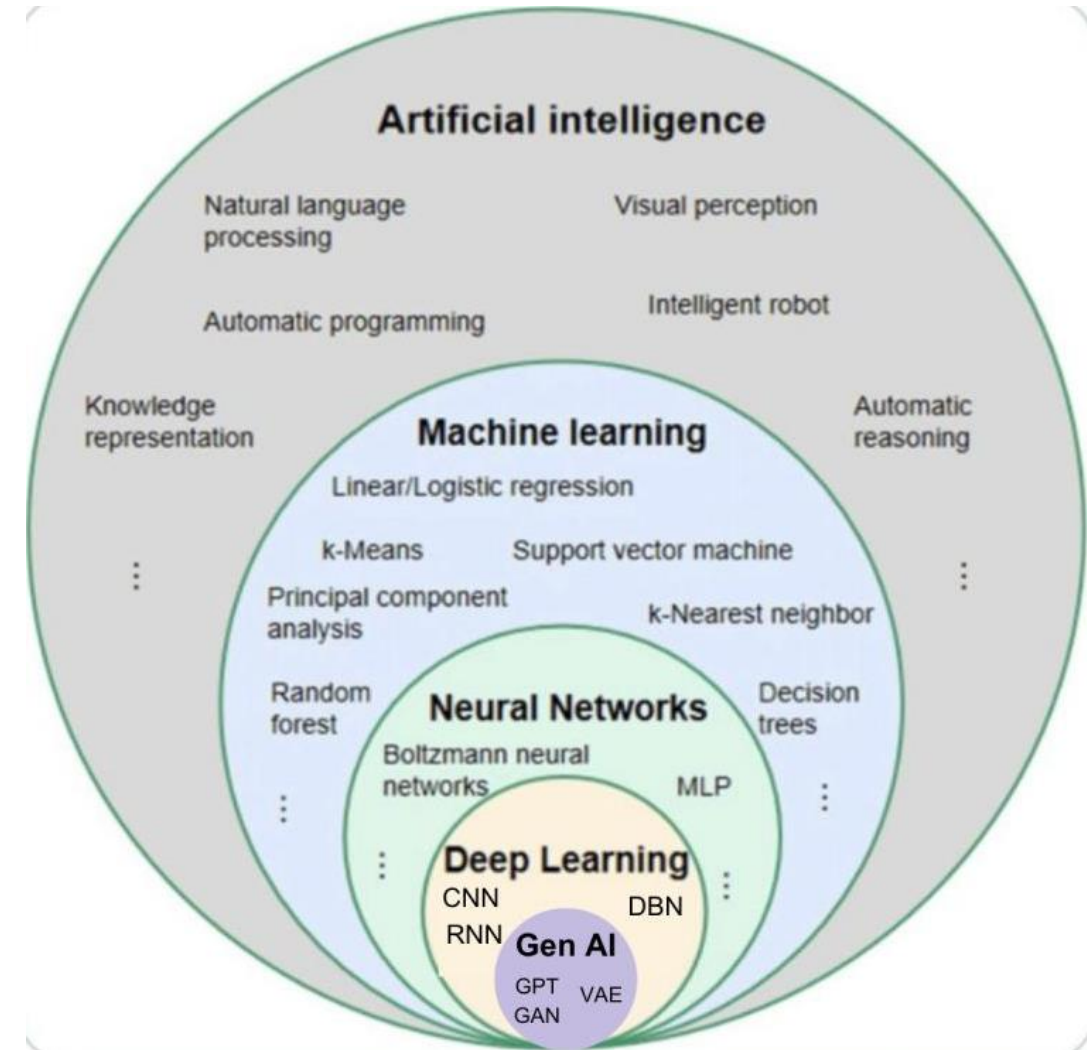 Artificial intelligence
Natural language
processing
Visual perception
Automatic programming
Intelligent robot
Knowledge
representation
Automatic
reasoning
⋮
⋮
Machine learning
Linear/Logistic regression
k-Means
Support vector machine
Principal component
analysis
k-Nearest neighbor
Random
forest
Decision
trees
⋮
⋮
Neural Networks
Boltzmann neural
networks
MLP
⋮
⋮
Deep Learning
CNN
DBN
RNN
Gen AI
GPT
VAE
GAN